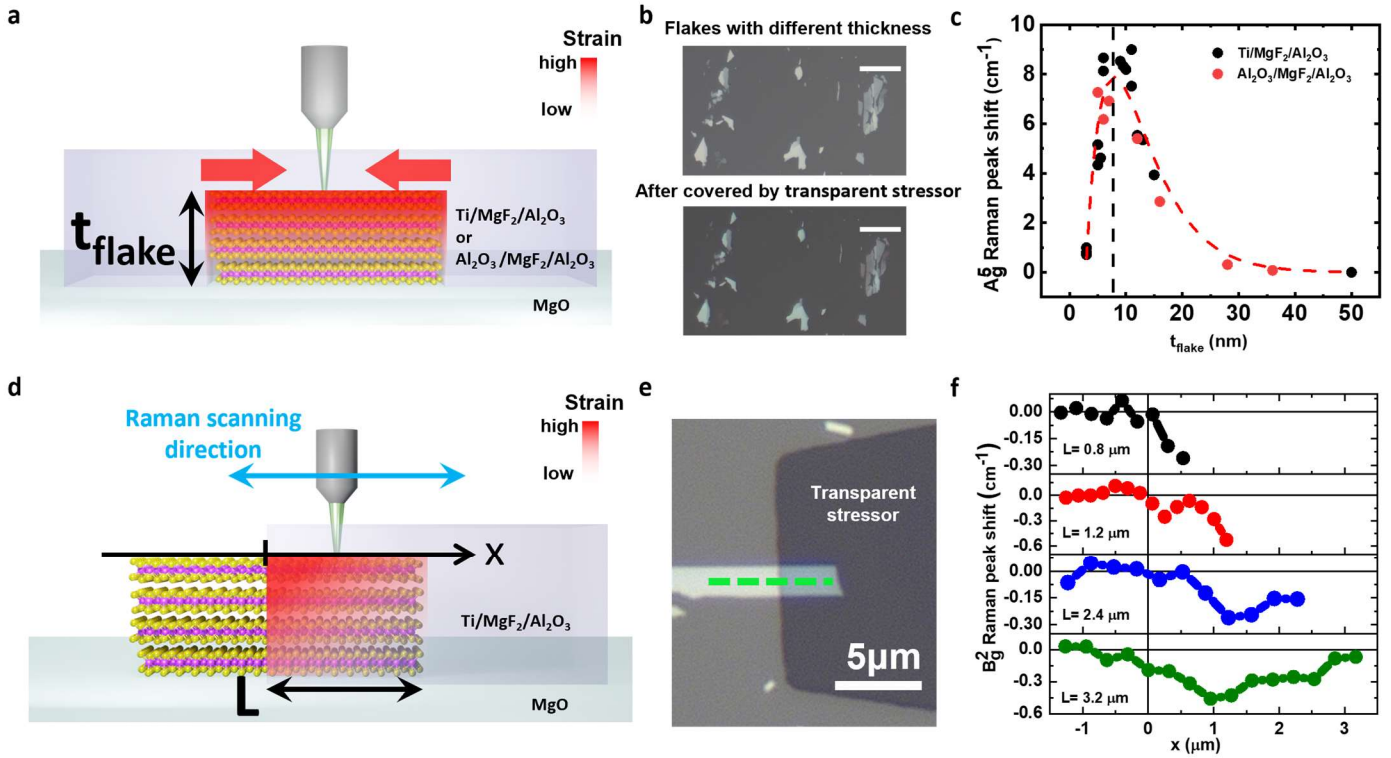 a
Strain
high
low
t_flake
Ti/MgF₂/Al₂O₃
or
Al₂O₃/MgF₂/Al₂O₃
MgO
b
Flakes with different thickness
After covered by transparent stressor
c
A⁵g Raman peak shift (cm⁻¹)
10
8
6
4
2
0
Ti/MgF₂/Al₂O₃
Al₂O₃/MgF₂/Al₂O₃
0 10 20 30 40 50
t_flake (nm)
d
Raman scanning
direction
Strain
high
low
X
Ti/MgF₂/Al₂O₃
L
MgO
e
Transparent
stressor
5μm
f
B²g Raman peak shift (cm⁻¹)
0.00
-0.15
-0.30
L= 0.8 μm
0.0
-0.3
-0.6
L= 1.2 μm
0.00
-0.15
-0.30
L= 2.4 μm
0.0
-0.3
-0.6
L= 3.2 μm
-1 0 1 2 3
x (μm)